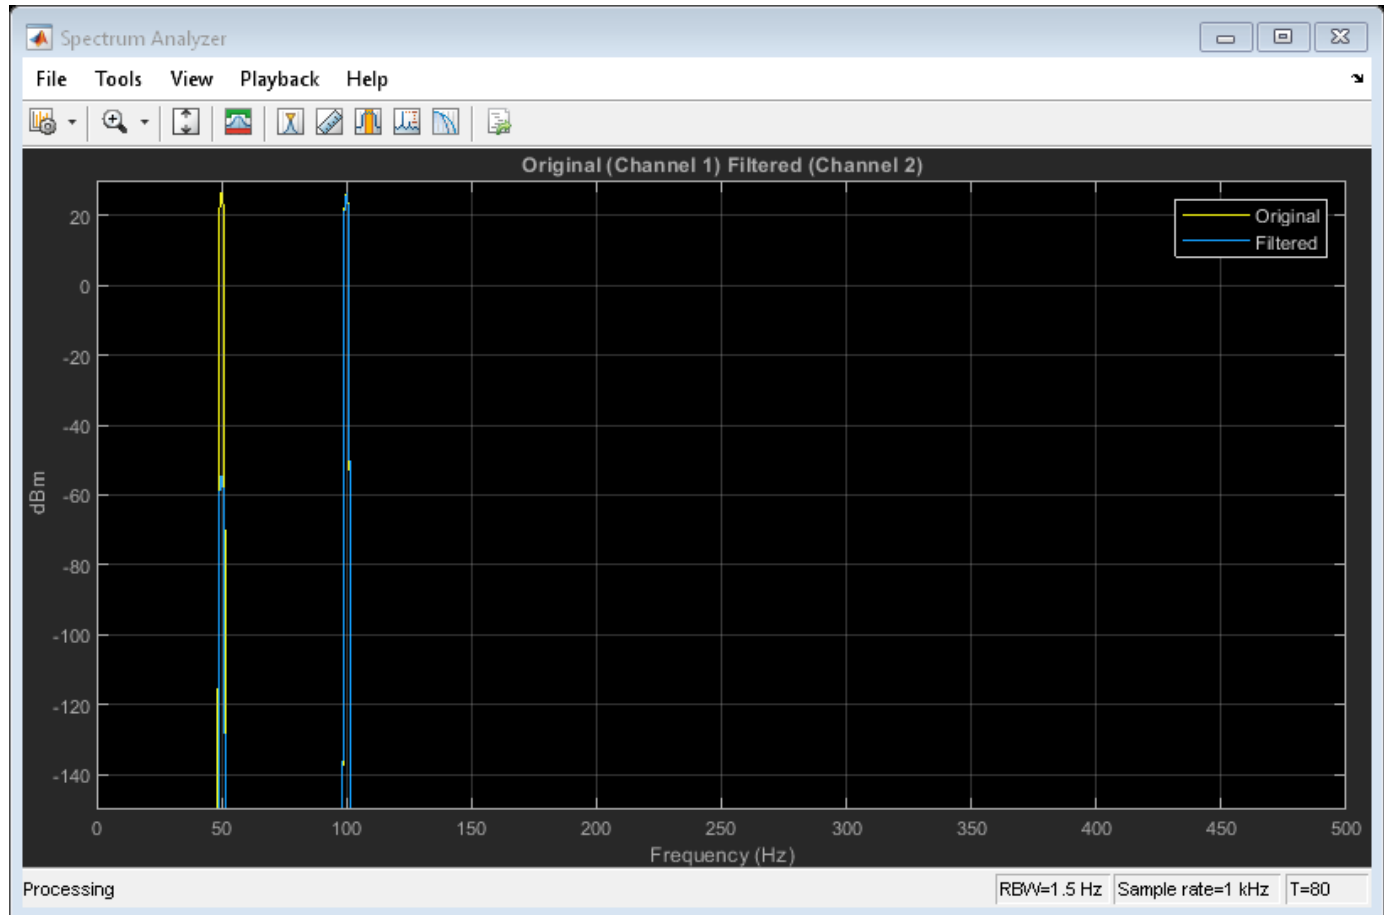 Spectrum Analyzer
File Tools View Playback Help
Original (Channel 1) Filtered (Channel 2)
Original
Filtered
20
0
-20
-40
-60
-80
-100
-120
-140
dBm
0 50 100 150 200 250 300 350 400 450 500
Frequency (Hz)
Processing RBW=1.5 Hz Sample rate=1 kHz T=80